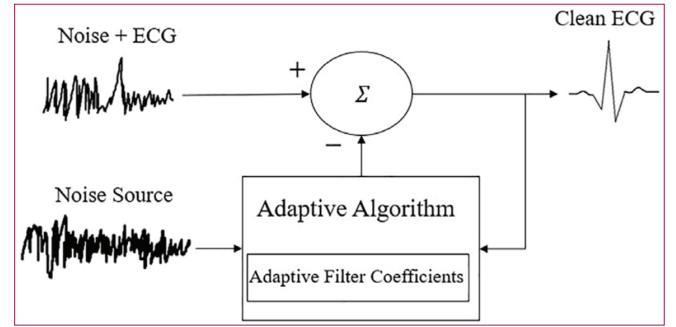 Clean ECG
Noise + ECG
+
Σ
−
Noise Source
Adaptive Algorithm
Adaptive Filter Coefficients